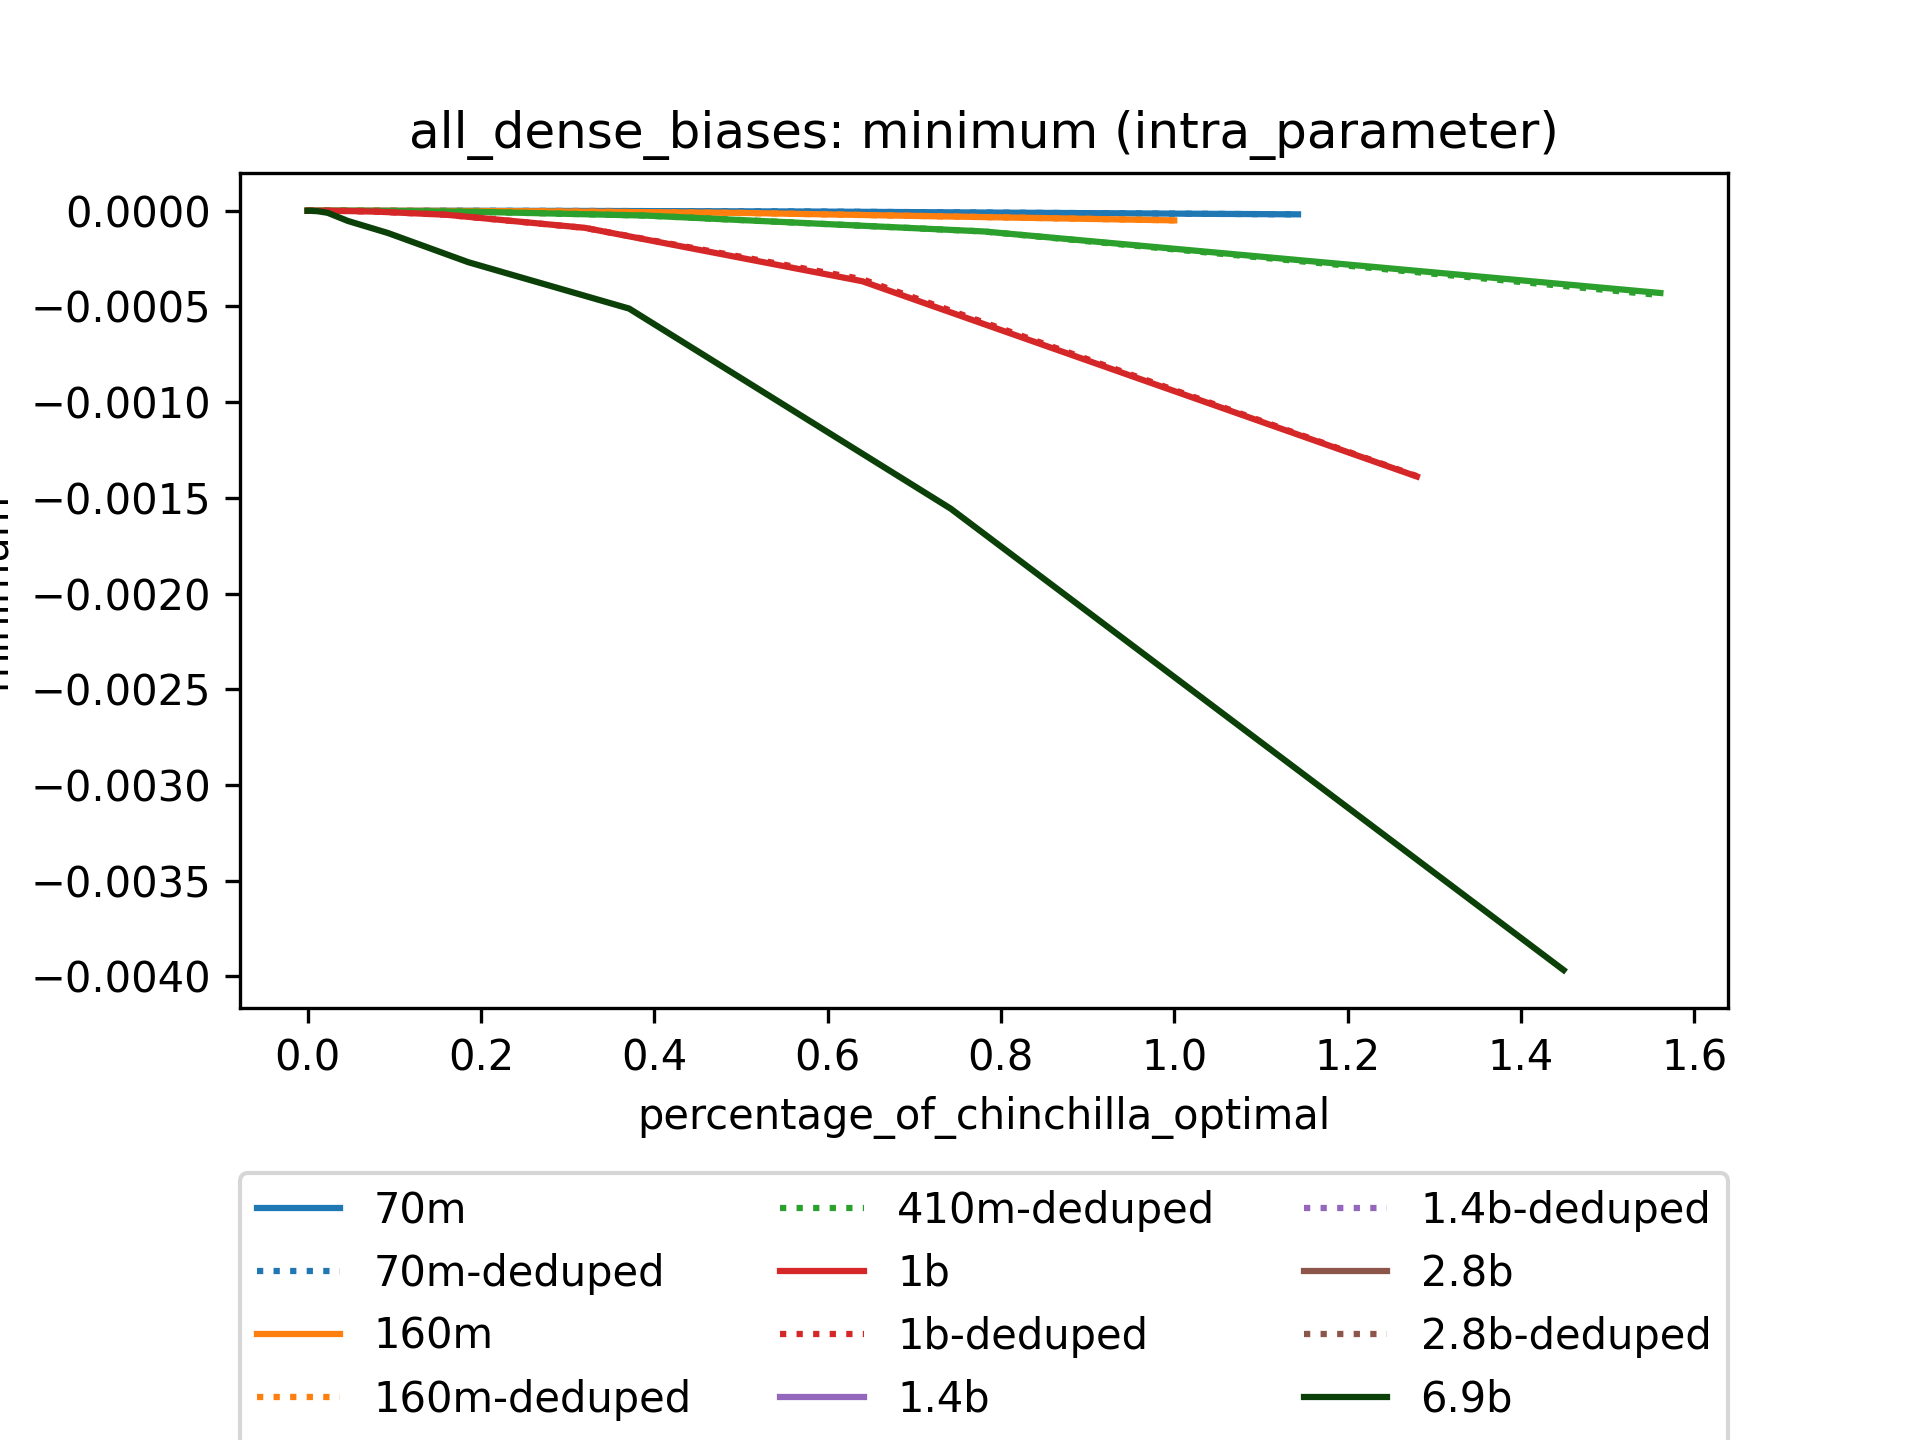 all_dense_biases: minimum (intra_parameter)
0.0000
−0.0005
−0.0010
−0.0015
−0.0020
−0.0025
−0.0030
−0.0035
−0.0040
0.0 0.2 0.4 0.6 0.8 1.0 1.2 1.4 1.6
percentage_of_chinchilla_optimal
70m
70m-deduped
160m
160m-deduped
410m-deduped
1b
1b-deduped
1.4b
1.4b-deduped
2.8b
2.8b-deduped
6.9b